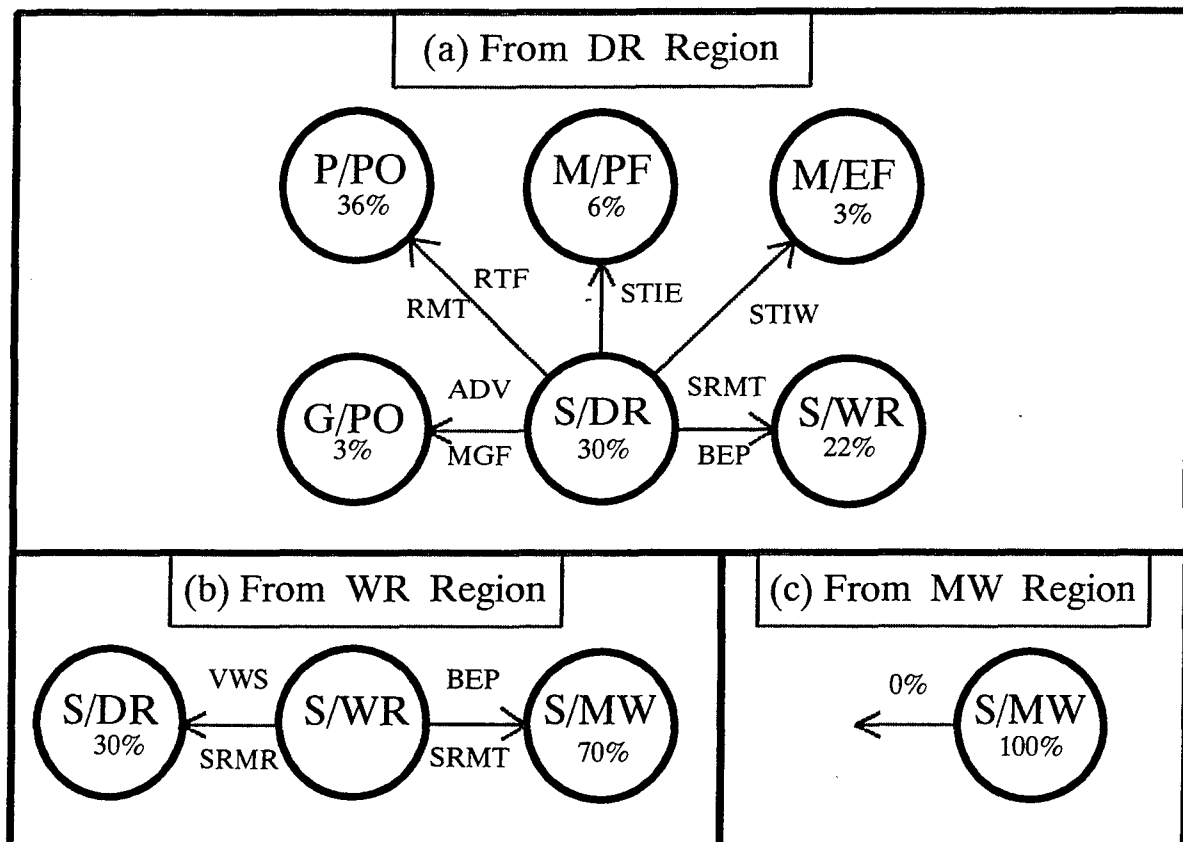 (a) From DR Region
P/PO
36%
M/PF
6%
M/EF
3%
RTF
RMT
STIE
STIW
G/PO
3%
ADV
MGF
S/DR
30%
SRMT
BEP
S/WR
22%
(b) From WR Region
S/DR
30%
VWS
SRMR
S/WR
BEP
SRMT
S/MW
70%
(c) From MW Region
0%
S/MW
100%